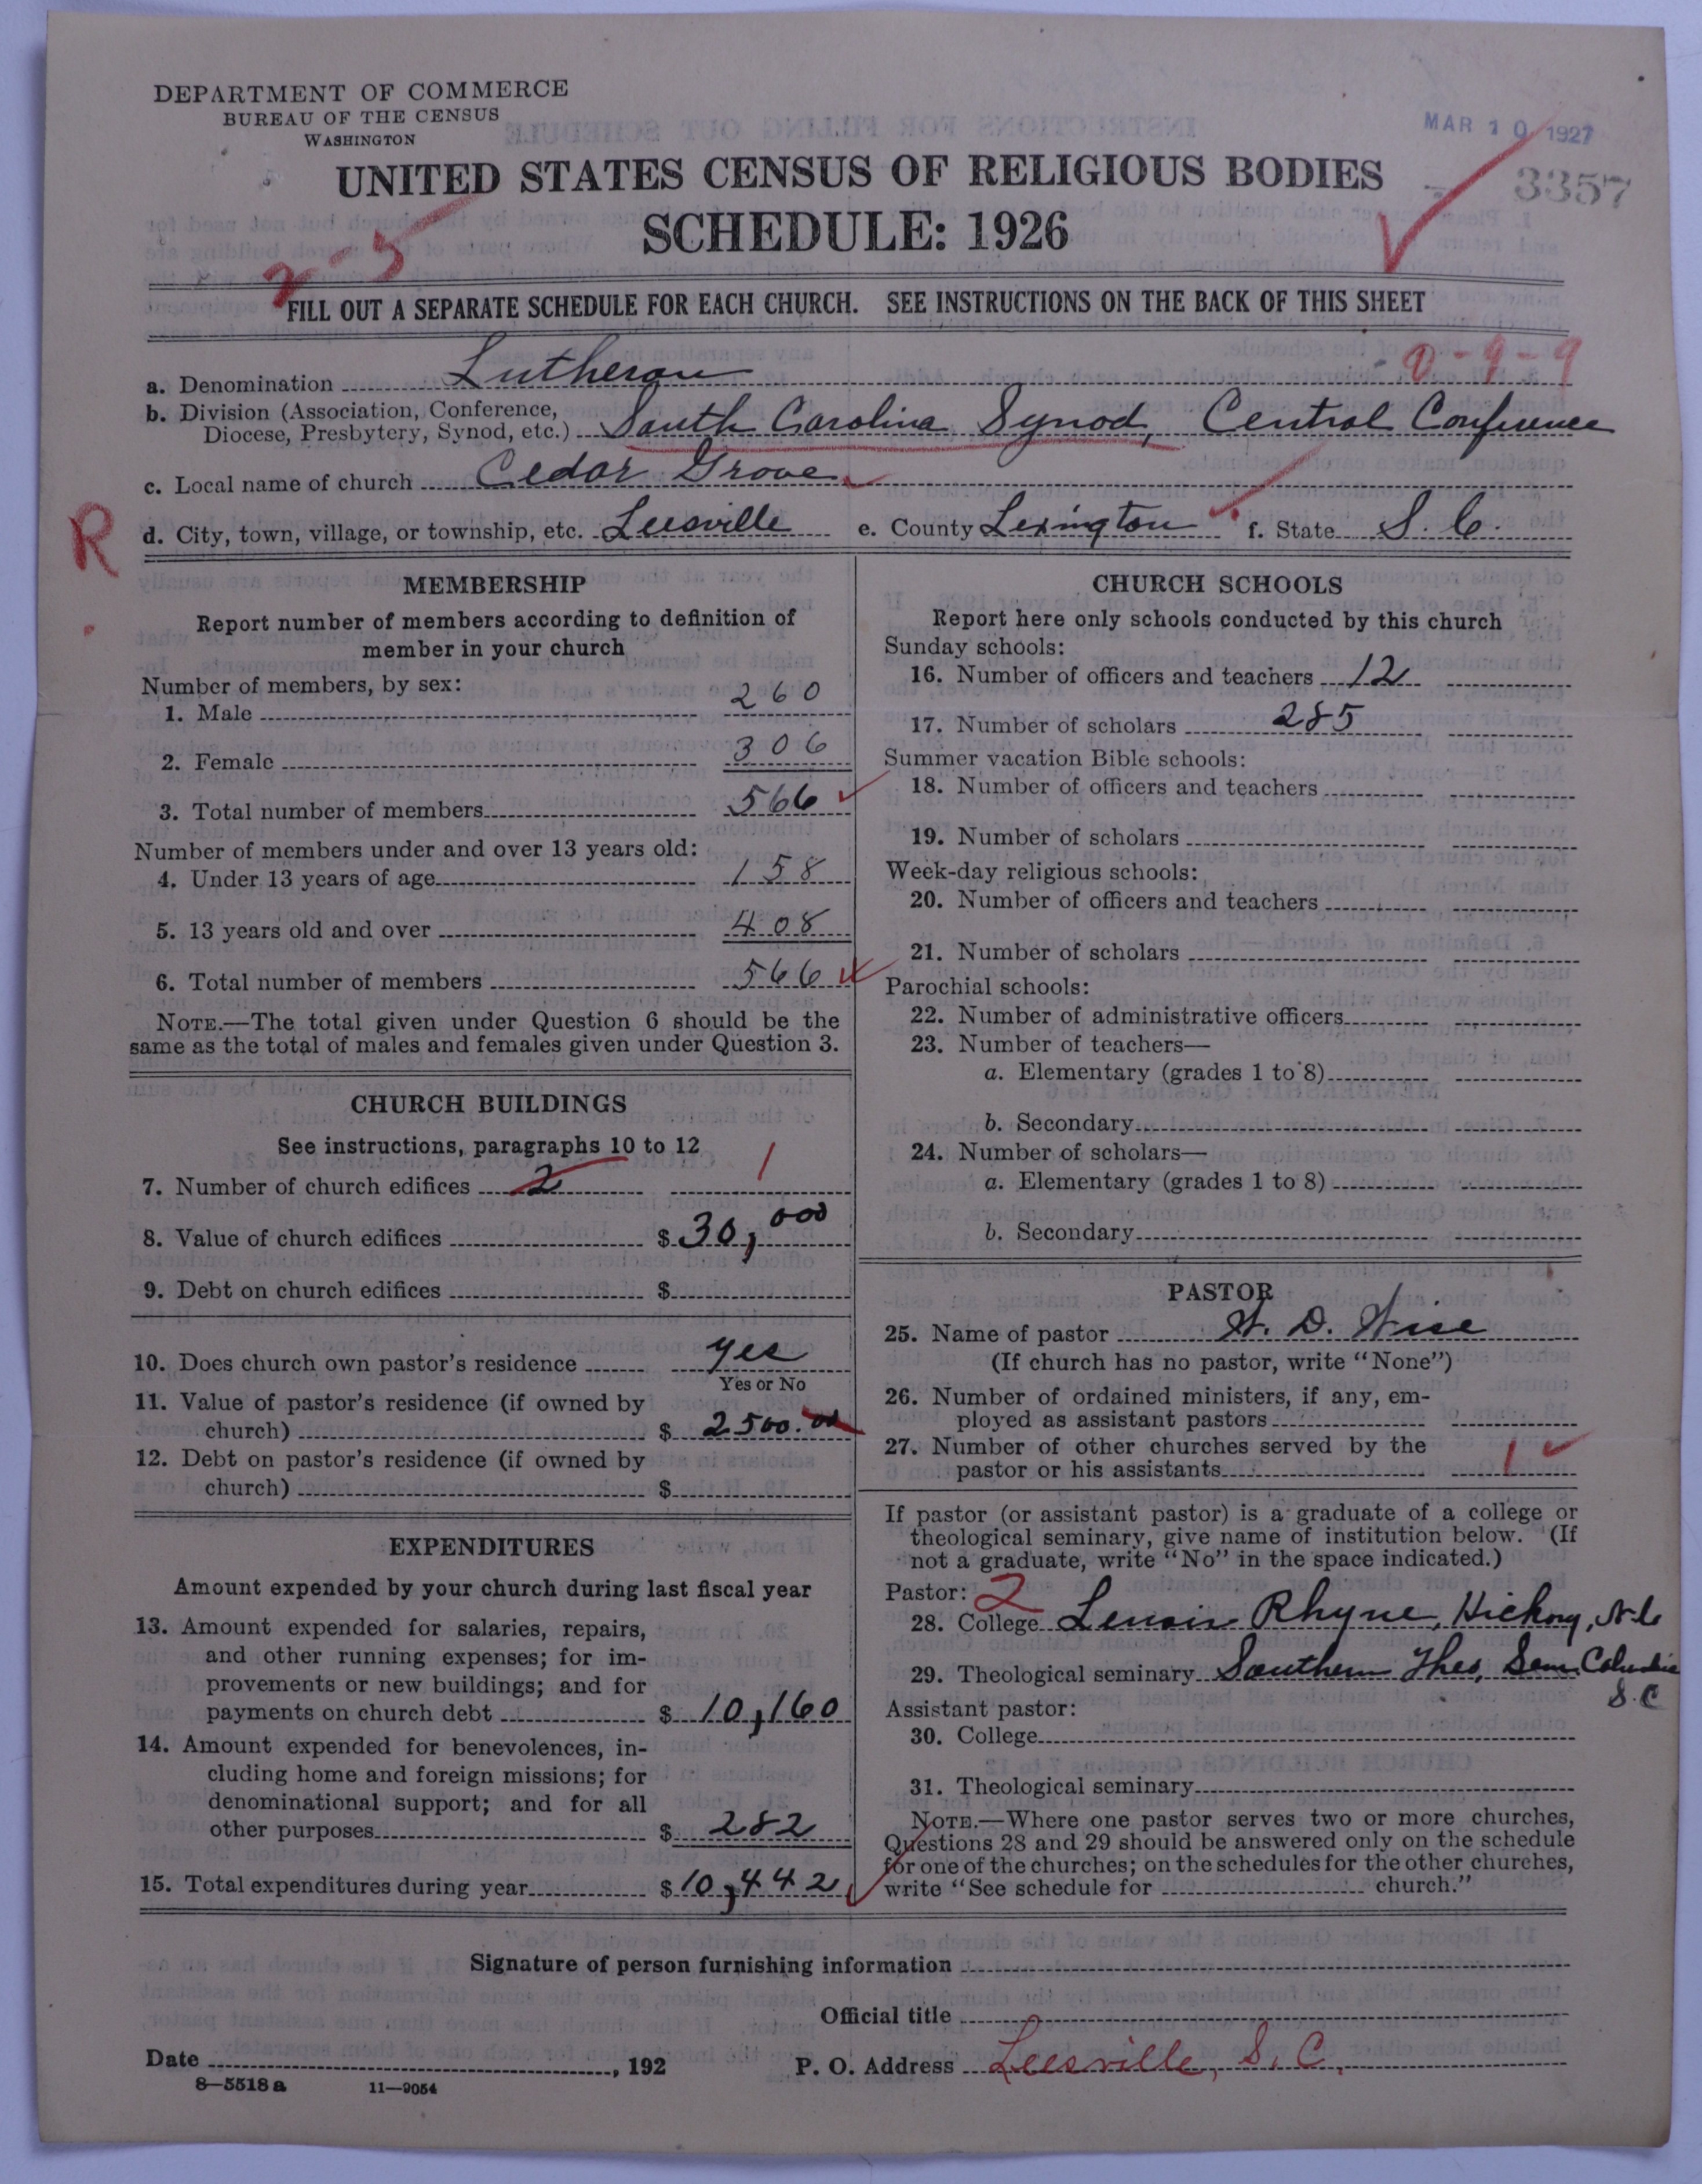 DEPARTMENT OF COMMERCE
BUREAU OF THE CENSUS
WASHINGTON
MAR 10 1927
UNITED STATES CENSUS OF RELIGIOUS BODIES
3357
SCHEDULE: 1926
2-5
FILL OUT A SEPARATE SCHEDULE FOR EACH CHURCH. SEE INSTRUCTIONS ON THE BACK OF THIS SHEET
0-9-9
a. Denomination Lutheran
b. Division (Association, Conference,
Diocese, Presbytery, Synod, etc.) South Carolina Synod, Central Conference
c. Local name of church Cedar Grove
R
d. City, town, village, or township, etc. Leesville e. County Lexington f. State S. C.
MEMBERSHIP
Report number of members according to definition of
member in your church
Number of members, by sex:
1. Male 260
2. Female 306
3. Total number of members 566
Number of members under and over 13 years old:
4. Under 13 years of age 158
5. 13 years old and over 408
6. Total number of members 566
NOTE.—The total given under Question 6 should be the
same as the total of males and females given under Question 3.
CHURCH BUILDINGS
See instructions, paragraphs 10 to 12
7. Number of church edifices 2 1
8. Value of church edifices $ 30,000
9. Debt on church edifices $
10. Does church own pastor's residence yes
Yes or No
11. Value of pastor's residence (if owned by
church) $ 2500.00
12. Debt on pastor's residence (if owned by
church) $
EXPENDITURES
Amount expended by your church during last fiscal year
13. Amount expended for salaries, repairs,
and other running expenses; for im-
provements or new buildings; and for
payments on church debt $ 10,160
14. Amount expended for benevolences, in-
cluding home and foreign missions; for
denominational support; and for all
other purposes $ 282
15. Total expenditures during year $ 10,442
CHURCH SCHOOLS
Report here only schools conducted by this church
Sunday schools:
16. Number of officers and teachers 12
17. Number of scholars 285
Summer vacation Bible schools:
18. Number of officers and teachers
19. Number of scholars
Week-day religious schools:
20. Number of officers and teachers
21. Number of scholars
Parochial schools:
22. Number of administrative officers
23. Number of teachers—
a. Elementary (grades 1 to 8)
b. Secondary
24. Number of scholars—
a. Elementary (grades 1 to 8)
b. Secondary
PASTOR
25. Name of pastor W. D. Wise
(If church has no pastor, write "None")
26. Number of ordained ministers, if any, em-
ployed as assistant pastors
27. Number of other churches served by the
pastor or his assistants 1
If pastor (or assistant pastor) is a graduate of a college or
theological seminary, give name of institution below. (If
not a graduate, write "No" in the space indicated.)
Pastor: 2
28. College Lenoir Rhyne, Hickory, N.C
29. Theological seminary Southern Theo, Sem, Columbia
S.C
Assistant pastor:
30. College
31. Theological seminary
NOTE.—Where one pastor serves two or more churches,
Questions 28 and 29 should be answered only on the schedule
for one of the churches; on the schedules for the other churches,
write "See schedule for church."
Signature of person furnishing information
Official title
Date , 192 P. O. Address Leesville, S. C.
8—5518 a 11—9054